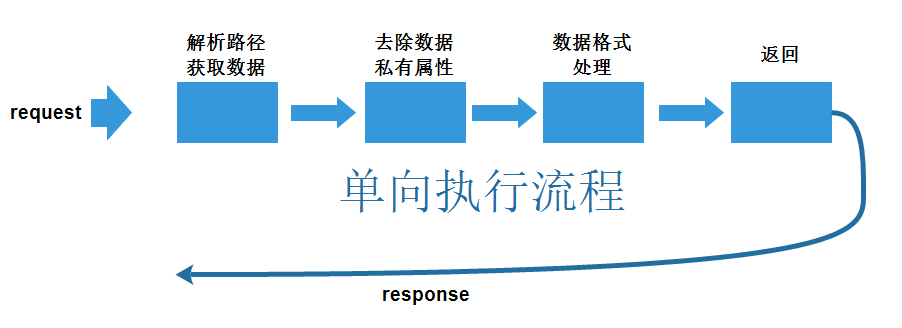 解析路径
获取数据
去除数据
私有属性
数据格式
处理
返回
request
单向执行流程
response